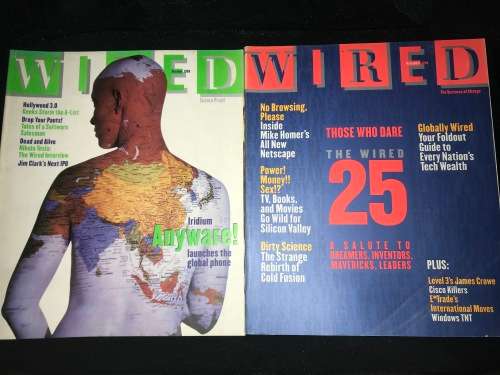 WIRED
Hollywood 2.0
Geeks Storm the A-List
Drop Your Pants!
Tales of a Software
Salesman
Dead and Alive
Nikola Tesla:
The Wired Interview
Jim Clark's Next IPO
Iridium
Anyware!
launches the
global phone
WIRED
The Business of Change
No Browsing,
Please
Inside
Mike Homer's
All New
Netscape
Power!
Money!!
Sex!?
TV, Books,
and Movies
Go Wild for
Silicon Valley
Dirty Science
The Strange
Rebirth of
Cold Fusion
THOSE WHO DARE
THE WIRED
25
A SALUTE TO
DREAMERS, INVENTORS,
MAVERICKS, LEADERS
Globally Wired
Your Foldout
Guide to
Every Nation's
Tech Wealth
PLUS:
Level 3's James Crowe
Cisco Killers
E*Trade's
International Moves
Windows TNT